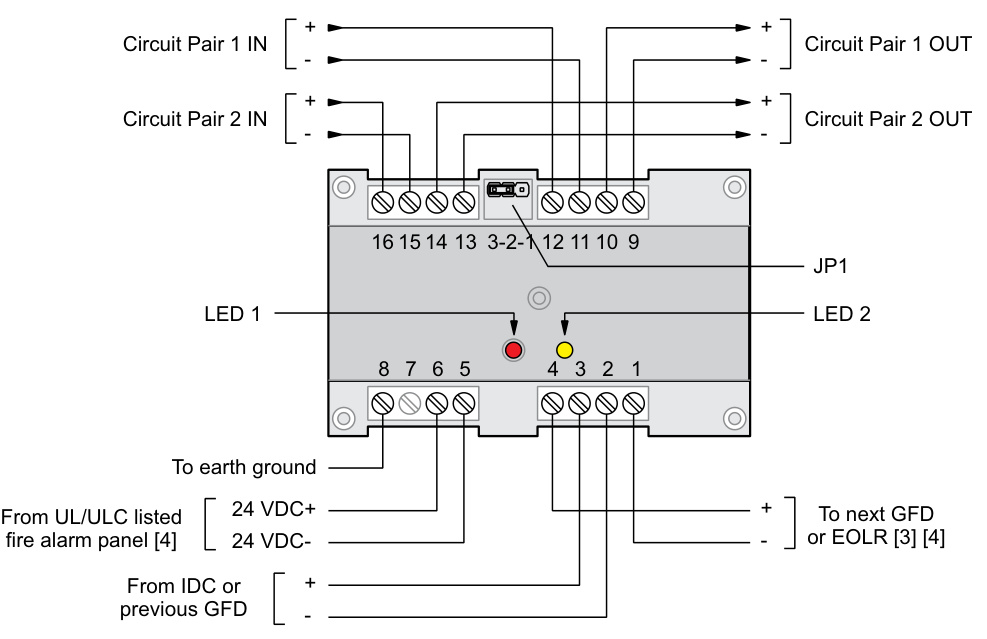 Circuit Pair 1 IN
+
-
+
-
Circuit Pair 1 OUT
Circuit Pair 2 IN
+
-
+
-
Circuit Pair 2 OUT
16 15 14 13 3-2-1 12 11 10 9
JP1
LED 1
LED 2
8 7 6 5 4 3 2 1
To earth ground
From UL/ULC listed
fire alarm panel [4]
24 VDC+
24 VDC-
+
-
To next GFD
or EOLR [3] [4]
From IDC or
previous GFD
+
-